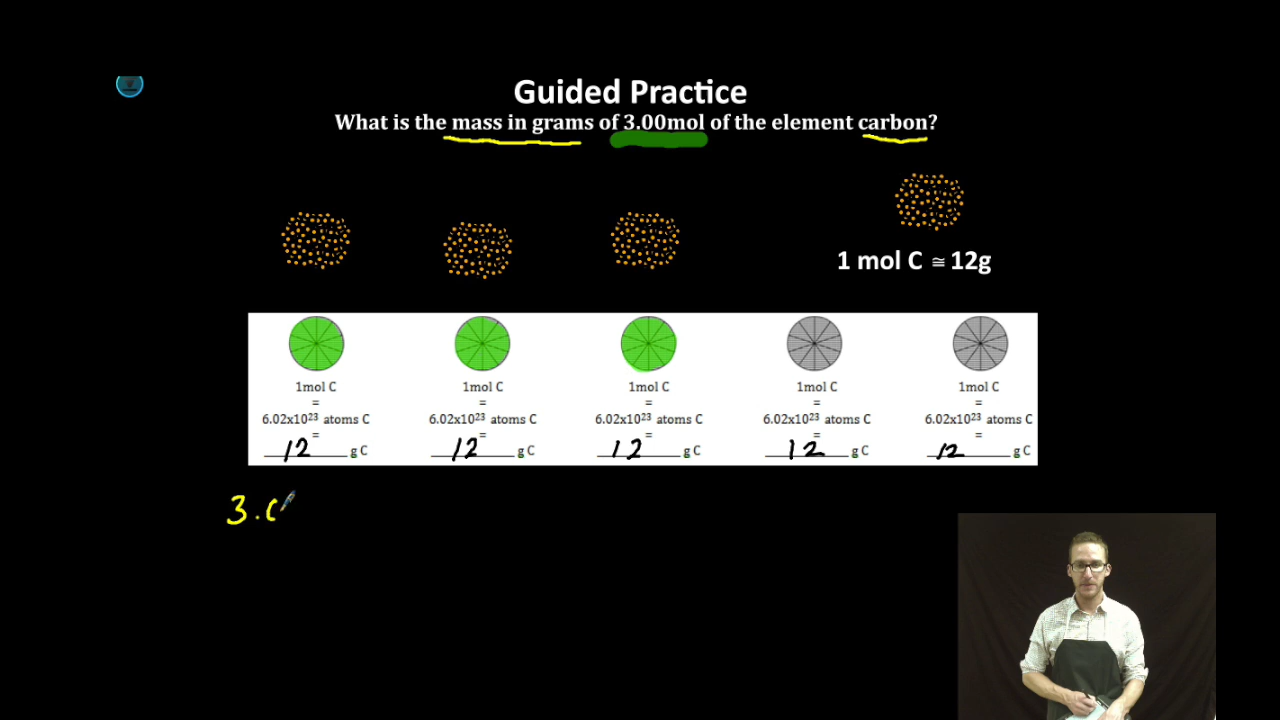 Guided Practice
What is the mass in grams of 3.00mol of the element carbon?
1 mol C ≅ 12g
1mol C 1mol C 1mol C 1mol C 1mol C
= = = = =
6.02x10²³ atoms C 6.02x10²³ atoms C 6.02x10²³ atoms C 6.02x10²³ atoms C 6.02x10²³ atoms C
= = = = =
12 g C 12 g C 12 g C 12 g C 12 g C
3.